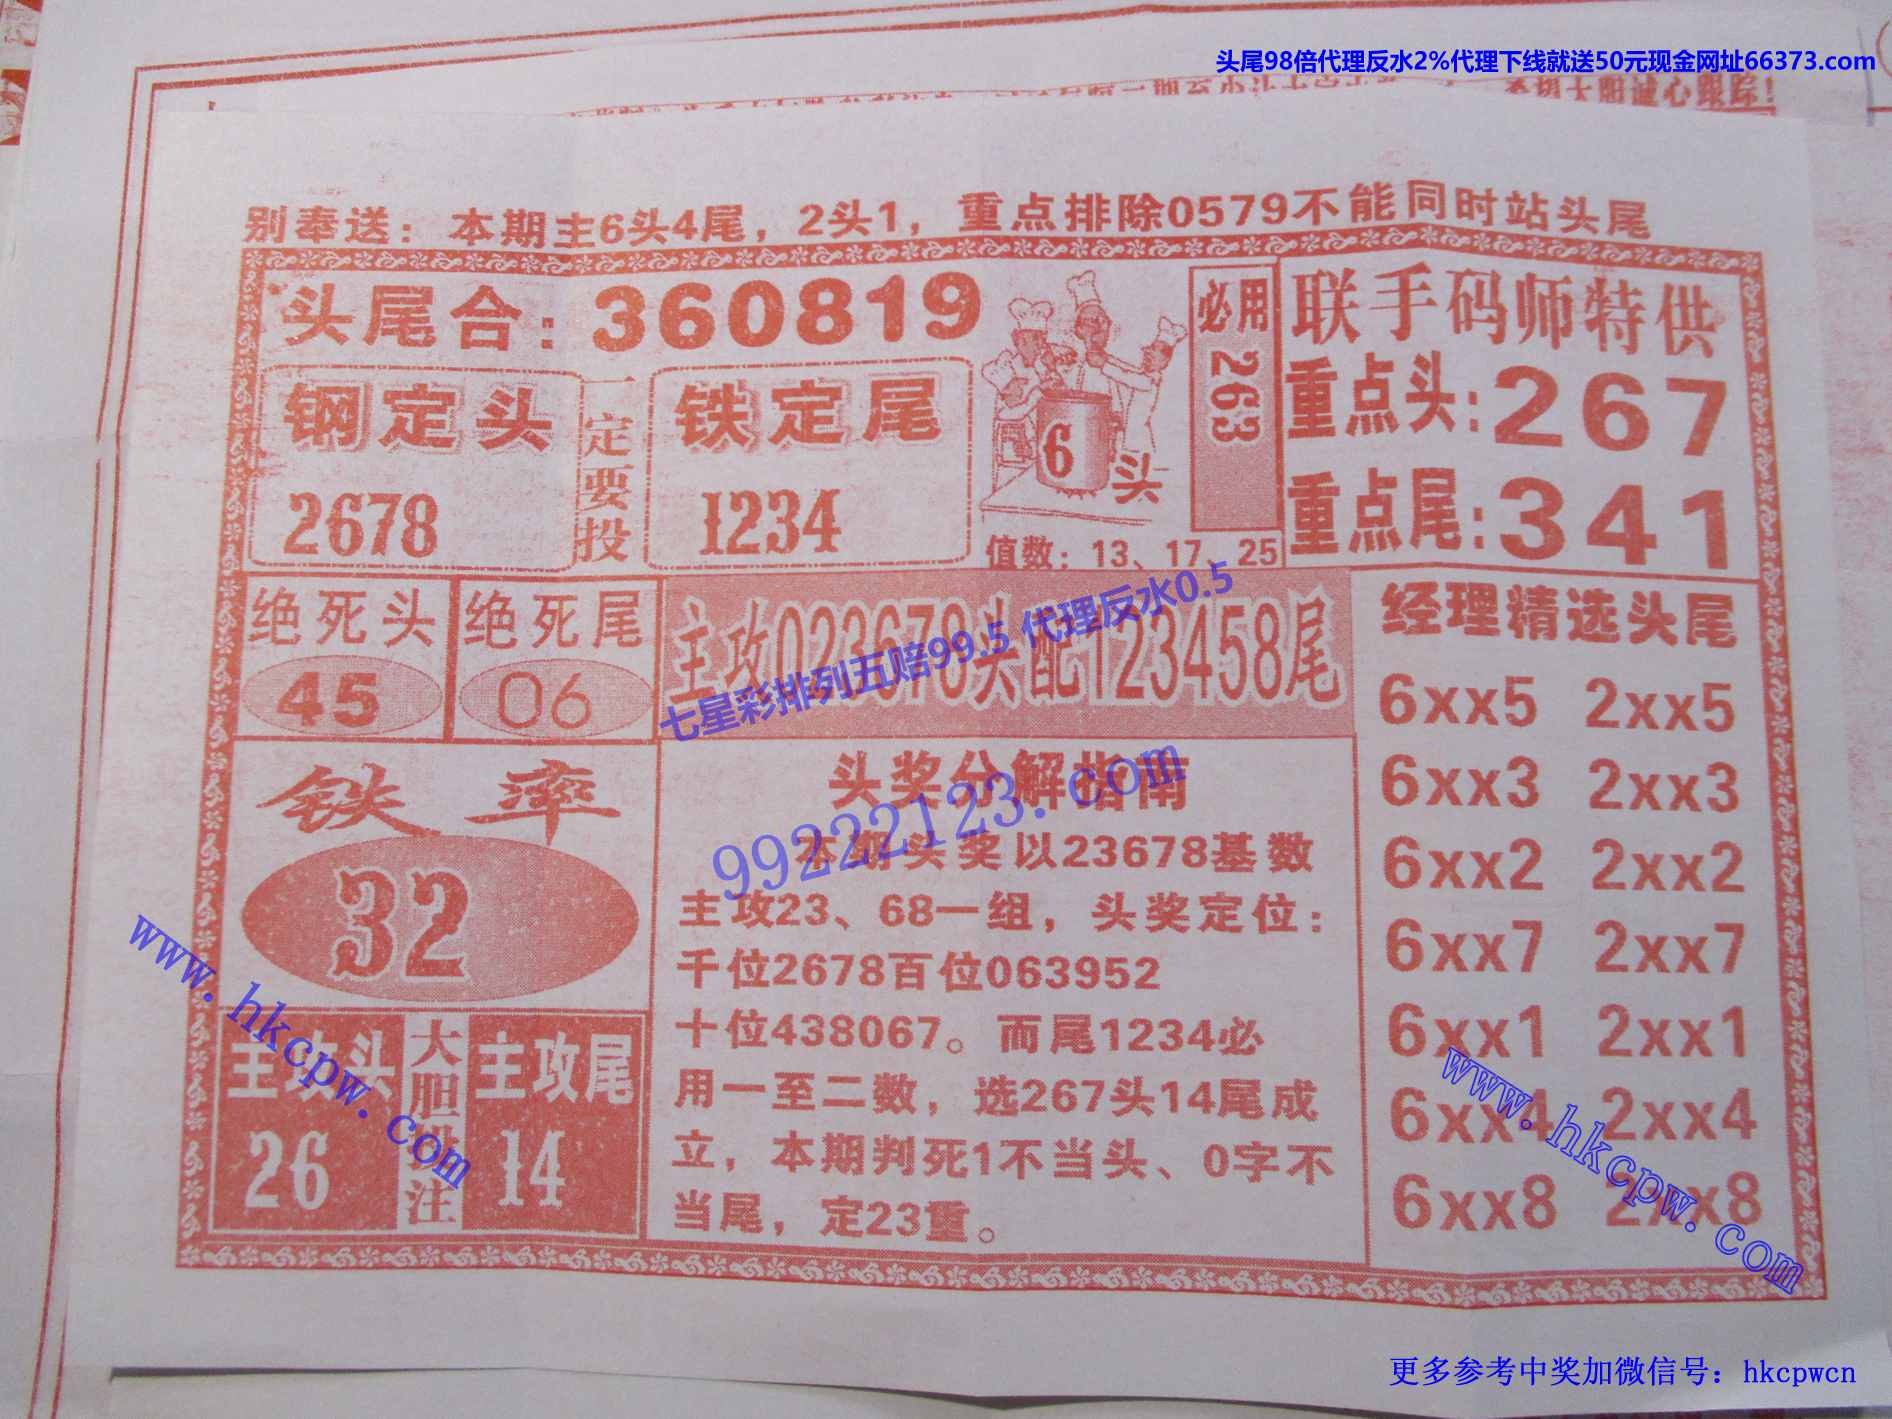 头尾98倍代理反水2%代理下线就送50元现金网址66373.com
本切大胆诚心跟踪！
别奉送：本期主6头4尾，2头1，重点排除0579不能同时站头尾
头尾合：360819
钢定头
2678
一定要投
铁定尾
1234
6头
值数：13、17、25
必用263
联手码师特供
重点头：267
重点尾：341
绝死头
45
绝死尾
06
主攻023678头配123458尾
七星彩排列五赔99.5 代理反水0.5
经理精选头尾
6xx5 2xx5
6xx3 2xx3
6xx2 2xx2
6xx7 2xx7
6xx1 2xx1
6xx4 2xx4
6xx8 2xx8
铁率
32
主攻头
26
大胆投注
主攻尾
14
头奖分解指南
99222123.com
本期头奖以23678基数
主攻23、68一组，头奖定位：
千位2678百位063952
十位438067。而尾1234必
用一至二数，选267头14尾成
立，本期判死1不当头、0字不
当尾，定23重。
www.hkcpw.com
www.hkcpw.com
更多参考中奖加微信号：hkcpwcn